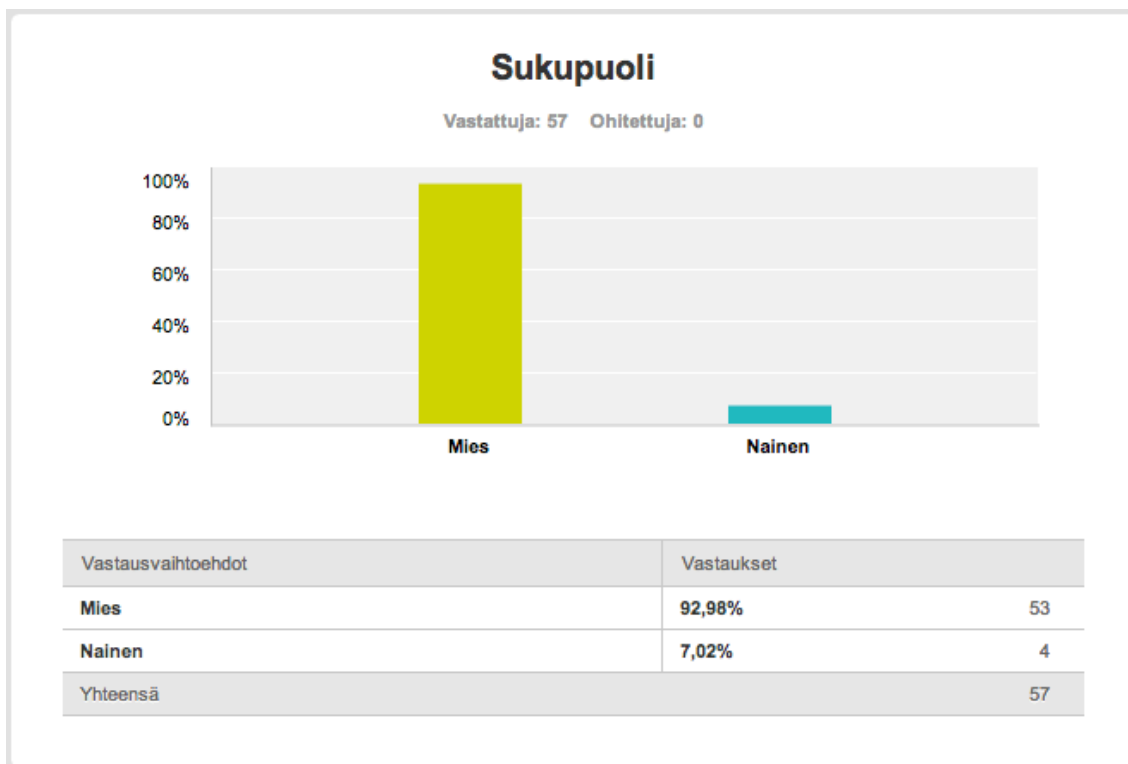 Sukupuoli
Vastattuja: 57 Ohitettuja: 0
100%
80%
60%
40%
20%
0%
Mies Nainen
Vastausvaihtoehdot Vastaukset
Mies 92,98% 53
Nainen 7,02% 4
Yhteensä 57